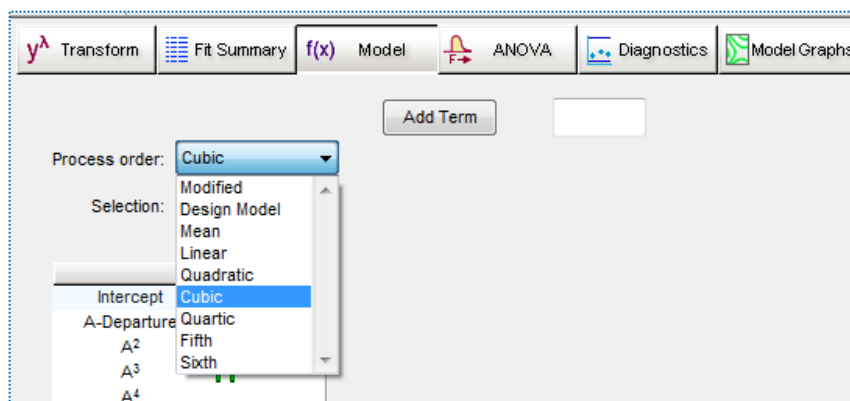 yλ Transform Fit Summary f(x) Model F ANOVA Diagnostics Model Graphs
Add Term
Process order: Cubic
Modified
Selection: Design Model
Mean
Linear
Quadratic
Intercept Cubic
A-Departure Quartic
A² Fifth
A³ Sixth
A⁴